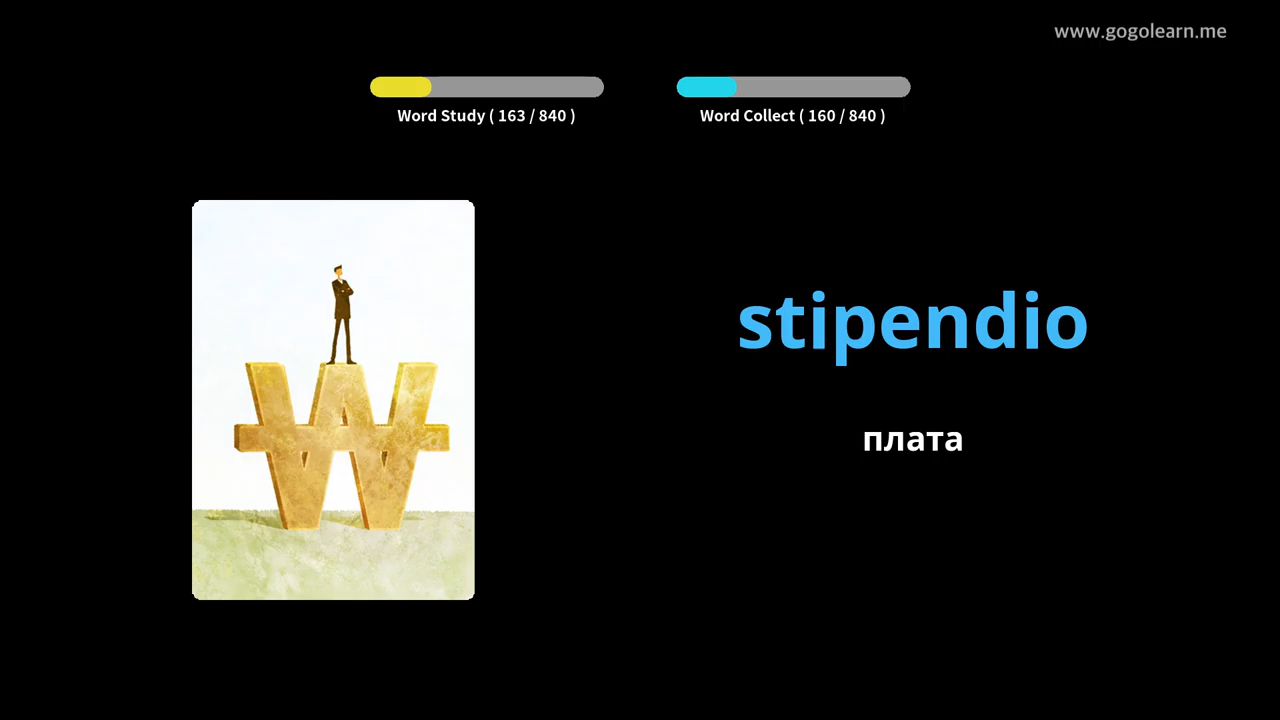 www.gogolearn.me
Word Study ( 163 / 840 )
Word Collect ( 160 / 840 )
stipendio
плата